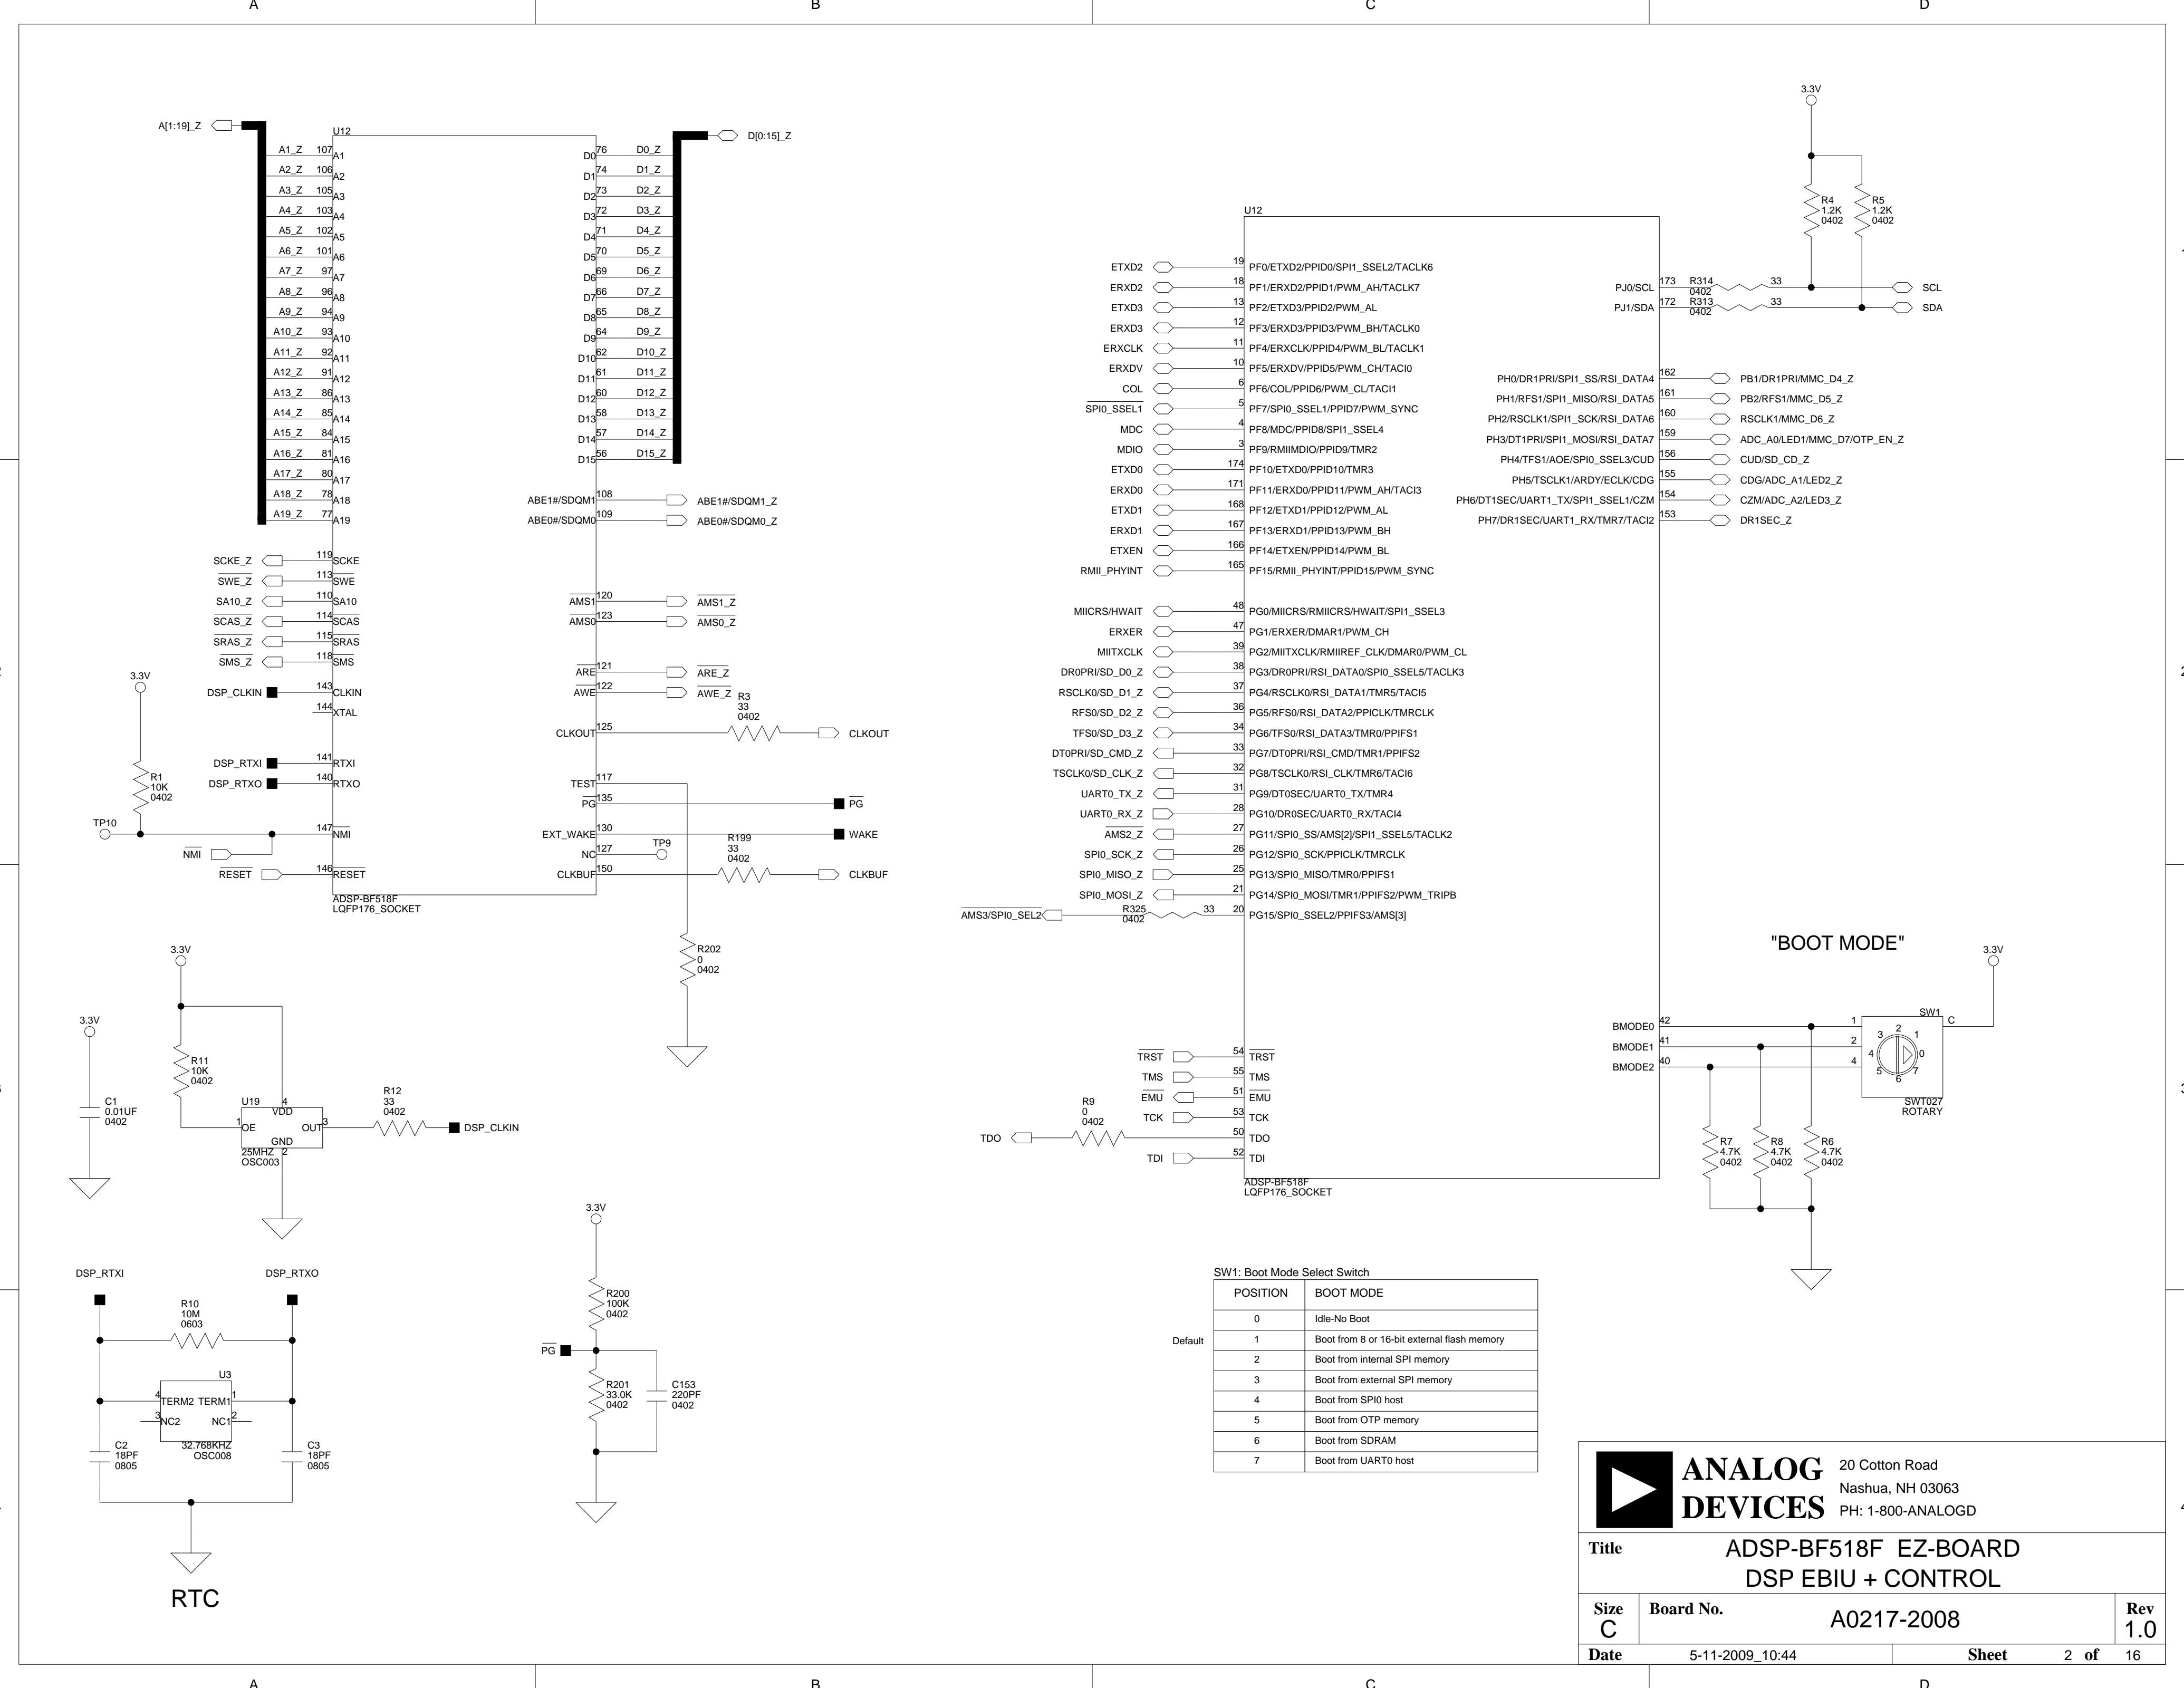 A
B
C
D
A[1:19]_Z
U12
D[0:15]_Z
A1_Z 107 A1
A2_Z 106 A2
A3_Z 105 A3
A4_Z 103 A4
A5_Z 102 A5
A6_Z 101 A6
A7_Z 97 A7
A8_Z 96 A8
A9_Z 94 A9
A10_Z 93 A10
A11_Z 92 A11
A12_Z 91 A12
A13_Z 86 A13
A14_Z 85 A14
A15_Z 84 A15
A16_Z 81 A16
A17_Z 80 A17
A18_Z 78 A18
A19_Z 77 A19
D0 76 D0_Z
D1 74 D1_Z
D2 73 D2_Z
D3 72 D3_Z
D4 71 D4_Z
D5 70 D5_Z
D6 69 D6_Z
D7 66 D7_Z
D8 65 D8_Z
D9 64 D9_Z
D10 62 D10_Z
D11 61 D11_Z
D12 60 D12_Z
D13 58 D13_Z
D14 57 D14_Z
D15 56 D15_Z
ABE1#/SDQM1 108 ABE1#/SDQM1_Z
ABE0#/SDQM0 109 ABE0#/SDQM0_Z
SCKE_Z 119 SCKE
SWE_Z 113 SWE
SA10_Z 110 SA10
SCAS_Z 114 SCAS
SRAS_Z 115 SRAS
SMS_Z 118 SMS
DSP_CLKIN 143 CLKIN
144 XTAL
DSP_RTXI 141 RTXI
DSP_RTXO 140 RTXO
3.3V
R1
10K
0402
TP10
147 NMI
NMI
RESET 146 RESET
AMS1 120 AMS1_Z
AMS0 123 AMS0_Z
ARE 121 ARE_Z
AWE 122 AWE_Z
R3
33
0402
CLKOUT 125 CLKOUT
TEST 117
PG 135 PG
EXT_WAKE 130 WAKE
NC 127 TP9
R199
33
0402
CLKBUF 150 CLKBUF
ADSP-BF518F
LQFP176_SOCKET
R202
0
0402
U12
ETXD2 19 PF0/ETXD2/PPID0/SPI1_SSEL2/TACLK6
ERXD2 18 PF1/ERXD2/PPID1/PWM_AH/TACLK7
ETXD3 13 PF2/ETXD3/PPID2/PWM_AL
ERXD3 12 PF3/ERXD3/PPID3/PWM_BH/TACLK0
ERXCLK 11 PF4/ERXCLK/PPID4/PWM_BL/TACLK1
ERXDV 10 PF5/ERXDV/PPID5/PWM_CH/TACI0
COL 6 PF6/COL/PPID6/PWM_CL/TACI1
SPI0_SSEL1 5 PF7/SPI0_SSEL1/PPID7/PWM_SYNC
MDC 4 PF8/MDC/PPID8/SPI1_SSEL4
MDIO 3 PF9/RMIIMDIO/PPID9/TMR2
ETXD0 174 PF10/ETXD0/PPID10/TMR3
ERXD0 171 PF11/ERXD0/PPID11/PWM_AH/TACI3
ETXD1 168 PF12/ETXD1/PPID12/PWM_AL
ERXD1 167 PF13/ERXD1/PPID13/PWM_BH
ETXEN 166 PF14/ETXEN/PPID14/PWM_BL
RMII_PHYINT 165 PF15/RMII_PHYINT/PPID15/PWM_SYNC
MIICRS/HWAIT 48 PG0/MIICRS/RMIICRS/HWAIT/SPI1_SSEL3
ERXER 47 PG1/ERXER/DMAR1/PWM_CH
MIITXCLK 39 PG2/MIITXCLK/RMIIREF_CLK/DMAR0/PWM_CL
DR0PRI/SD_D0_Z 38 PG3/DR0PRI/RSI_DATA0/SPI0_SSEL5/TACLK3
RSCLK0/SD_D1_Z 37 PG4/RSCLK0/RSI_DATA1/TMR5/TACI5
RFS0/SD_D2_Z 36 PG5/RFS0/RSI_DATA2/PPICLK/TMRCLK
TFS0/SD_D3_Z 34 PG6/TFS0/RSI_DATA3/TMR0/PPIFS1
DT0PRI/SD_CMD_Z 33 PG7/DT0PRI/RSI_CMD/TMR1/PPIFS2
TSCLK0/SD_CLK_Z 32 PG8/TSCLK0/RSI_CLK/TMR6/TACI6
UART0_TX_Z 31 PG9/DT0SEC/UART0_TX/TMR4
UART0_RX_Z 28 PG10/DR0SEC/UART0_RX/TACI4
AMS2_Z 27 PG11/SPI0_SS/AMS[2]/SPI1_SSEL5/TACLK2
SPI0_SCK_Z 26 PG12/SPI0_SCK/PPICLK/TMRCLK
SPI0_MISO_Z 25 PG13/SPI0_MISO/TMR0/PPIFS1
SPI0_MOSI_Z 21 PG14/SPI0_MOSI/TMR1/PPIFS2/PWM_TRIPB
AMS3/SPI0_SEL2 R325 0402 33 20 PG15/SPI0_SSEL2/PPIFS3/AMS[3]
TRST 54 TRST
TMS 55 TMS
EMU 51 EMU
TCK 53 TCK
R9
0
0402
TDO 50 TDO
TDI 52 TDI
ADSP-BF518F
LQFP176_SOCKET
3.3V
R4
1.2K
0402
R5
1.2K
0402
PJ0/SCL 173 R314 0402 33 SCL
PJ1/SDA 172 R313 0402 33 SDA
PH0/DR1PRI/SPI1_SS/RSI_DATA4 162 PB1/DR1PRI/MMC_D4_Z
PH1/RFS1/SPI1_MISO/RSI_DATA5 161 PB2/RFS1/MMC_D5_Z
PH2/RSCLK1/SPI1_SCK/RSI_DATA6 160 RSCLK1/MMC_D6_Z
PH3/DT1PRI/SPI1_MOSI/RSI_DATA7 159 ADC_A0/LED1/MMC_D7/OTP_EN_Z
PH4/TFS1/AOE/SPI0_SSEL3/CUD 156 CUD/SD_CD_Z
PH5/TSCLK1/ARDY/ECLK/CDG 155 CDG/ADC_A1/LED2_Z
PH6/DT1SEC/UART1_TX/SPI1_SSEL1/CZM 154 CZM/ADC_A2/LED3_Z
PH7/DR1SEC/UART1_RX/TMR7/TACI2 153 DR1SEC_Z
"BOOT MODE"
3.3V
BMODE0 42
BMODE1 41
BMODE2 40
SW1
C
1
2
4
0
1
2
3
4
5
6
7
SWT027
ROTARY
R7
4.7K
0402
R8
4.7K
0402
R6
4.7K
0402
3.3V
C1
0.01UF
0402
3.3V
R11
10K
0402
U19
1 OE
4 VDD
OUT 3
GND 2
25MHZ
OSC003
R12
33
0402
DSP_CLKIN
DSP_RTXI
DSP_RTXO
R10
10M
0603
U3
4 TERM2 TERM1 1
3 NC2 NC1 2
32.768KHZ
OSC008
C2
18PF
0805
C3
18PF
0805
RTC
3.3V
R200
100K
0402
PG
R201
33.0K
0402
C153
220PF
0402
SW1: Boot Mode Select Switch
POSITION BOOT MODE
0 Idle-No Boot
Default 1 Boot from 8 or 16-bit external flash memory
2 Boot from internal SPI memory
3 Boot from external SPI memory
4 Boot from SPI0 host
5 Boot from OTP memory
6 Boot from SDRAM
7 Boot from UART0 host
ANALOG
DEVICES
20 Cotton Road
Nashua, NH 03063
PH: 1-800-ANALOGD
Title
ADSP-BF518F EZ-BOARD
DSP EBIU + CONTROL
Size
C
Board No.
A0217-2008
Rev
1.0
Date 5-11-2009_10:44
Sheet 2 of 16
A
B
C
D